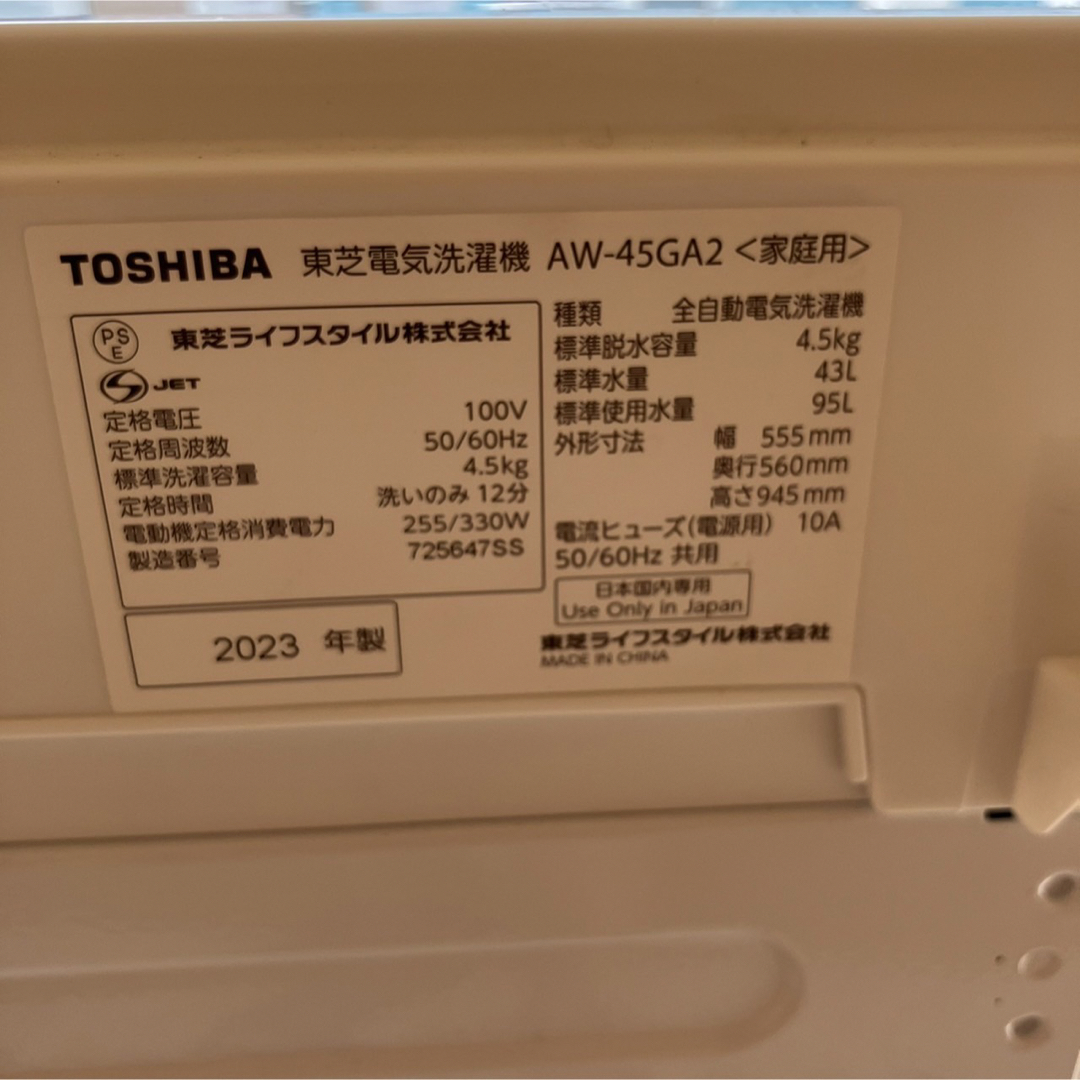 TOSHIBA 東芝電気洗濯機 AW-45GA2 <家庭用>
PS
E
東芝ライフスタイル株式会社
S JET
定格電圧 100V
定格周波数 50/60Hz
標準洗濯容量 4.5kg
定格時間 洗いのみ 12分
電動機定格消費電力 255/330W
製造番号 725647SS
2023 年製
種類 全自動電気洗濯機
標準脱水容量 4.5kg
標準水量 43L
標準使用水量 95L
外形寸法 幅 555mm
奥行560mm
高さ945mm
電流ヒューズ(電源用) 10A
50/60Hz 共用
日本国内専用
Use Only in Japan
東芝ライフスタイル株式会社
MADE IN CHINA